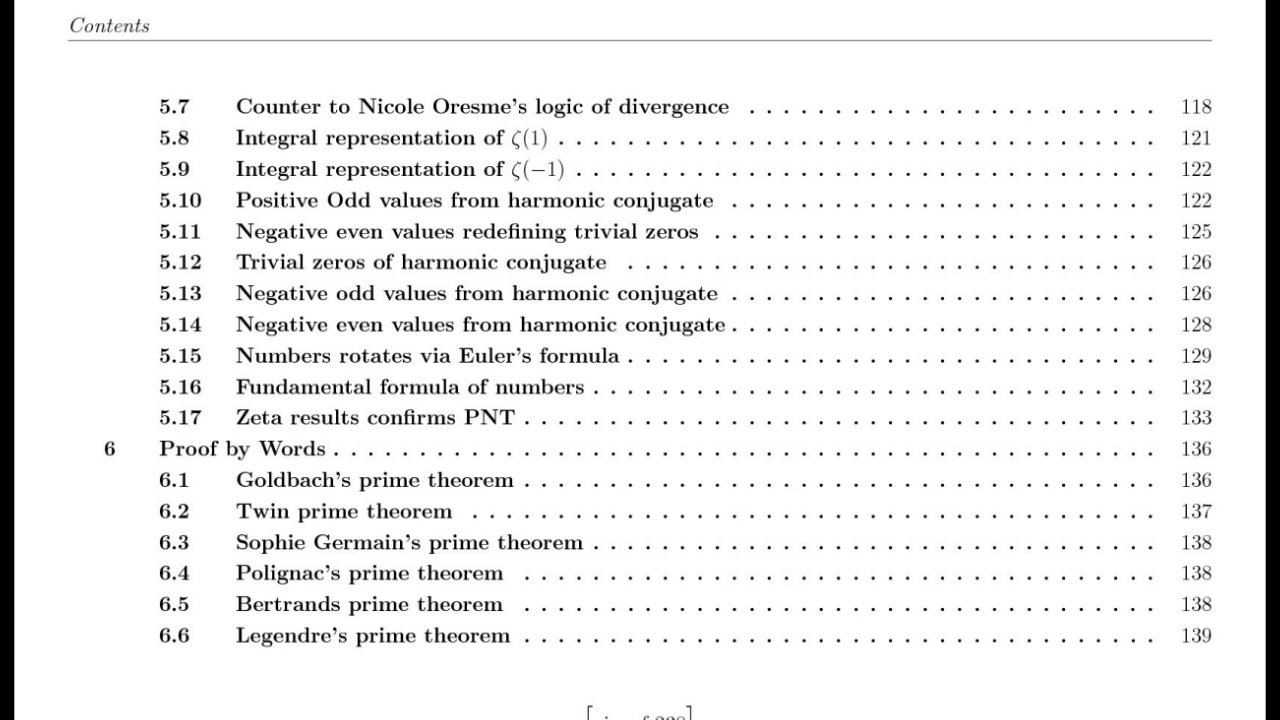 Contents
5.7 Counter to Nicole Oresme's logic of divergence . . . . . . . . . . . . . . . . . . . . . . . . 118
5.8 Integral representation of ζ(1) . . . . . . . . . . . . . . . . . . . . . . . . . . . . . . . . . . . 121
5.9 Integral representation of ζ(−1) . . . . . . . . . . . . . . . . . . . . . . . . . . . . . . . . . . 122
5.10 Positive Odd values from harmonic conjugate . . . . . . . . . . . . . . . . . . . . . . . . . 122
5.11 Negative even values redefining trivial zeros . . . . . . . . . . . . . . . . . . . . . . . . . . 125
5.12 Trivial zeros of harmonic conjugate . . . . . . . . . . . . . . . . . . . . . . . . . . . . . . . 126
5.13 Negative odd values from harmonic conjugate . . . . . . . . . . . . . . . . . . . . . . . . . 126
5.14 Negative even values from harmonic conjugate . . . . . . . . . . . . . . . . . . . . . . . . . 128
5.15 Numbers rotates via Euler's formula . . . . . . . . . . . . . . . . . . . . . . . . . . . . . . . 129
5.16 Fundamental formula of numbers . . . . . . . . . . . . . . . . . . . . . . . . . . . . . . . . . 132
5.17 Zeta results confirms PNT . . . . . . . . . . . . . . . . . . . . . . . . . . . . . . . . . . . . . 133
6 Proof by Words . . . . . . . . . . . . . . . . . . . . . . . . . . . . . . . . . . . . . . . . . . . . . . . . 136
6.1 Goldbach's prime theorem . . . . . . . . . . . . . . . . . . . . . . . . . . . . . . . . . . . . . 136
6.2 Twin prime theorem . . . . . . . . . . . . . . . . . . . . . . . . . . . . . . . . . . . . . . . . 137
6.3 Sophie Germain's prime theorem . . . . . . . . . . . . . . . . . . . . . . . . . . . . . . . . . 138
6.4 Polignac's prime theorem . . . . . . . . . . . . . . . . . . . . . . . . . . . . . . . . . . . . . 138
6.5 Bertrands prime theorem . . . . . . . . . . . . . . . . . . . . . . . . . . . . . . . . . . . . . 138
6.6 Legendre's prime theorem . . . . . . . . . . . . . . . . . . . . . . . . . . . . . . . . . . . . . 139